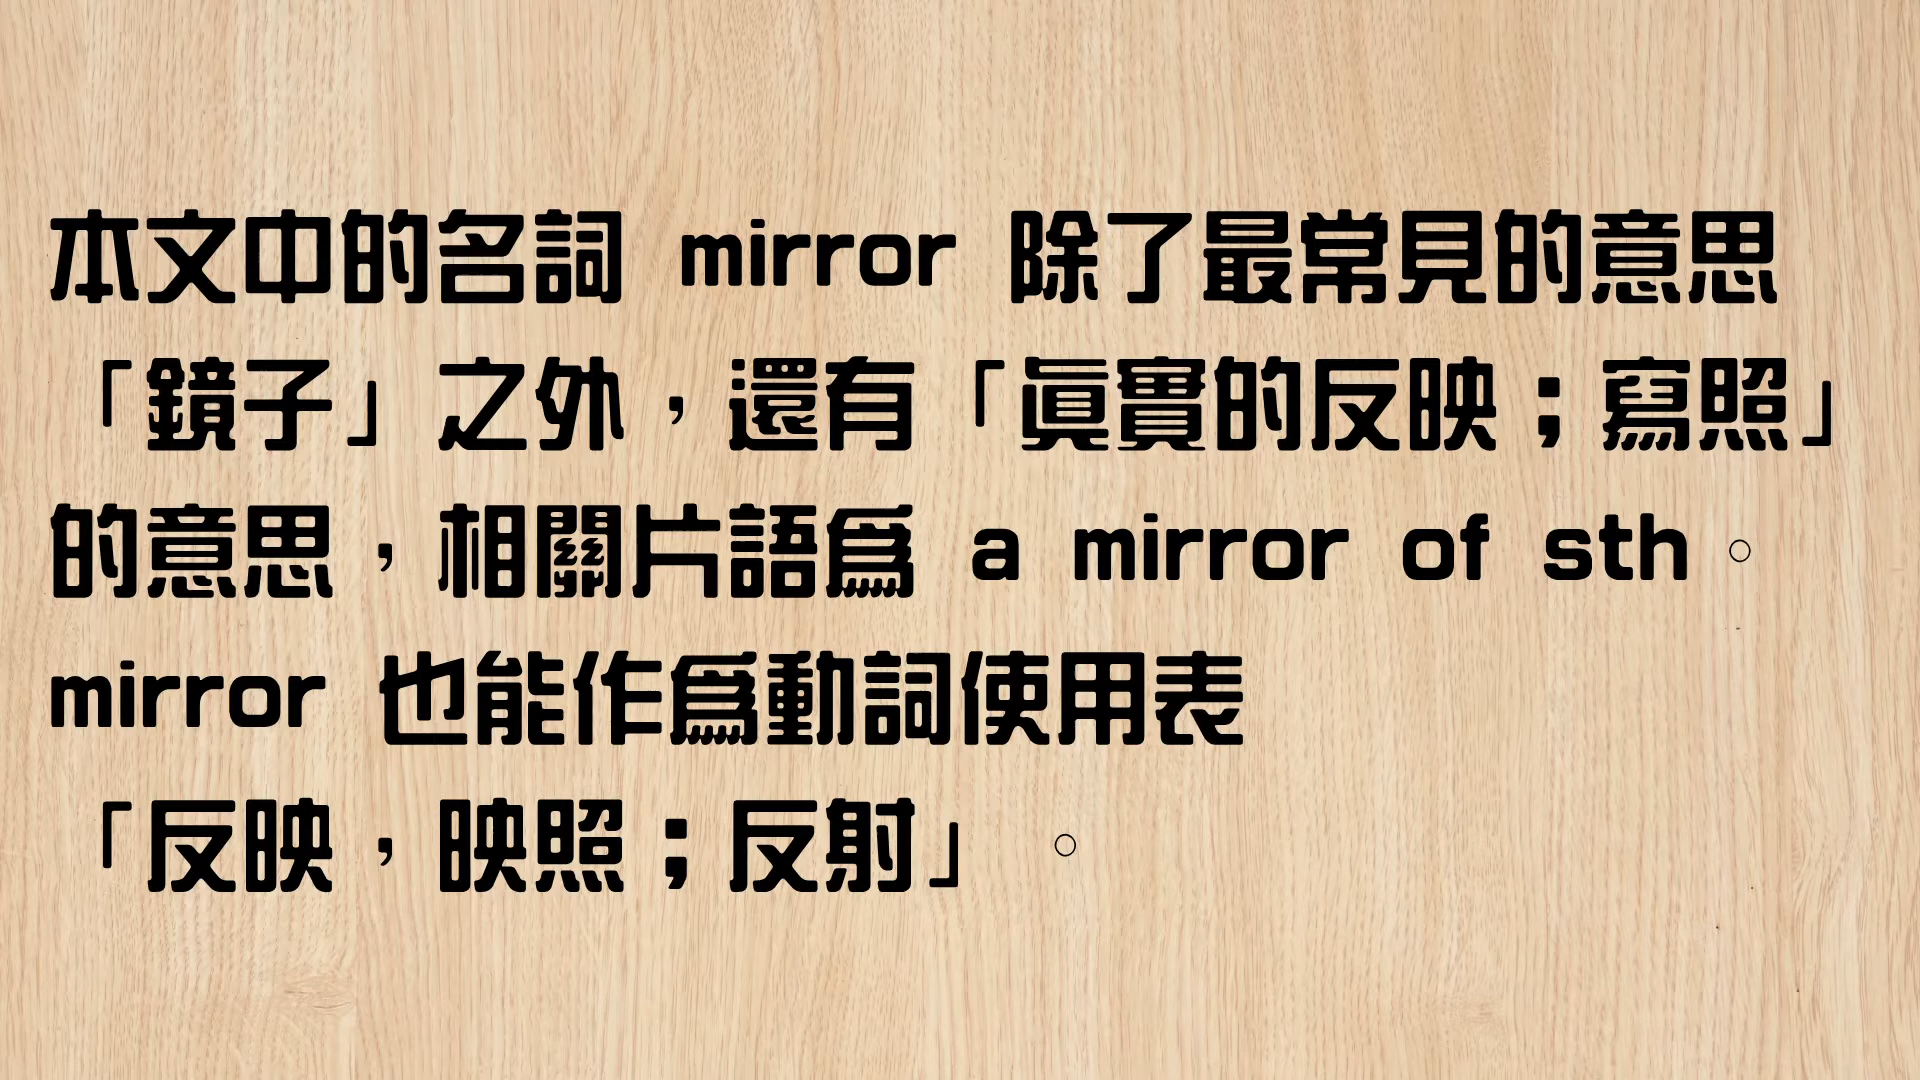 本文中的名詞 mirror 除了最常見的意思
「鏡子」之外，還有「眞實的反映；寫照」
的意思，相關片語爲 a mirror of sth。
mirror 也能作爲動詞使用表
「反映，映照；反射」 。